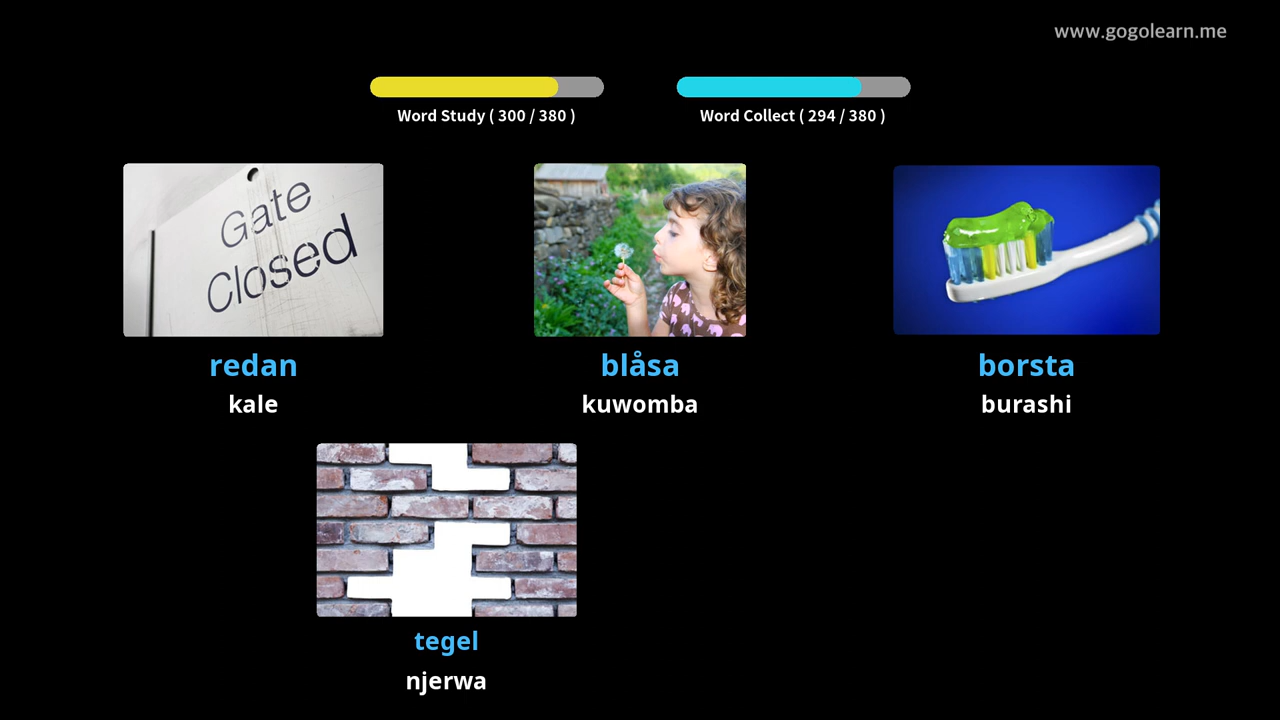 www.gogolearn.me
Word Study ( 300 / 380 )
Word Collect ( 294 / 380 )
Gate
Closed
redan
kale
blåsa
kuwomba
borsta
burashi
tegel
njerwa